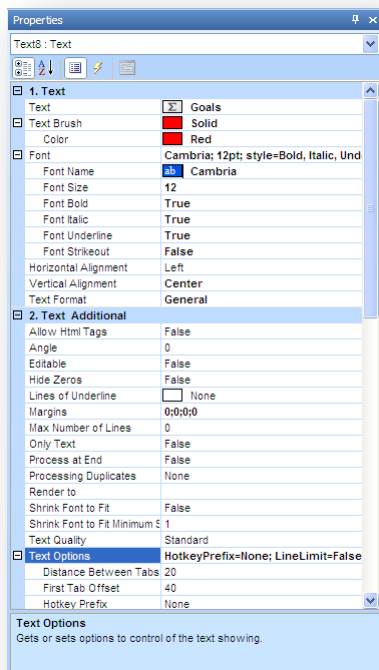 Properties
Text8 : Text
1. Text
Text Σ Goals
Text Brush Solid
Color Red
Font Cambria; 12pt; style=Bold, Italic, Und
Font Name ab Cambria
Font Size 12
Font Bold True
Font Italic True
Font Underline True
Font Strikeout False
Horizontal Alignment Left
Vertical Alignment Center
Text Format General
2. Text Additional
Allow Html Tags False
Angle 0
Editable False
Hide Zeros False
Lines of Underline None
Margins 0;0;0;0
Max Number of Lines 0
Only Text False
Process at End False
Processing Duplicates None
Render to
Shrink Font to Fit False
Shrink Font to Fit Minimum S 1
Text Quality Standard
Text Options HotkeyPrefix=None; LineLimit=False
Distance Between Tabs 20
First Tab Offset 40
Hotkey Prefix None
Text Options
Gets or sets options to control of the text showing.